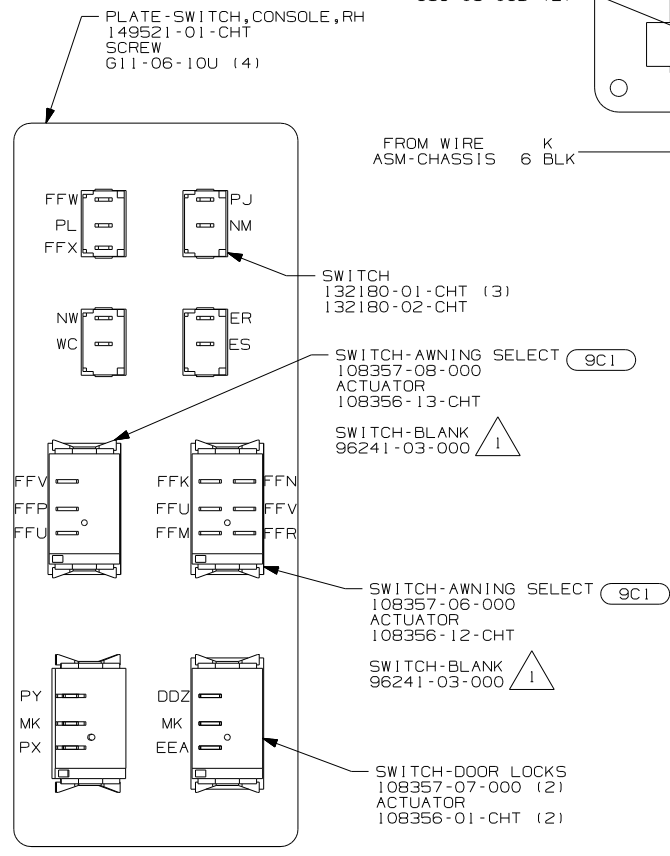 PLATE-SWITCH,CONSOLE,RH
149521-01-CHT
SCREW
G11-06-10U (4)
FROM WIRE K
ASM-CHASSIS 6 BLK
FFW
PL
FFX
PJ
NM
SWITCH
132180-01-CHT (3)
132180-02-CHT
NW
WC
ER
ES
SWITCH-AWNING SELECT 9C1
108357-08-000
ACTUATOR
108356-13-CHT
SWITCH-BLANK
96241-03-000 1
FFV
FFP
FFU
FFK FFN
FFU FFV
FFM FFR
SWITCH-AWNING SELECT 9C1
108357-06-000
ACTUATOR
108356-12-CHT
SWITCH-BLANK
96241-03-000 1
PY
MK
PX
DDZ
MK
EEA
SWITCH-DOOR LOCKS
108357-07-000 (2)
ACTUATOR
108356-01-CHT (2)